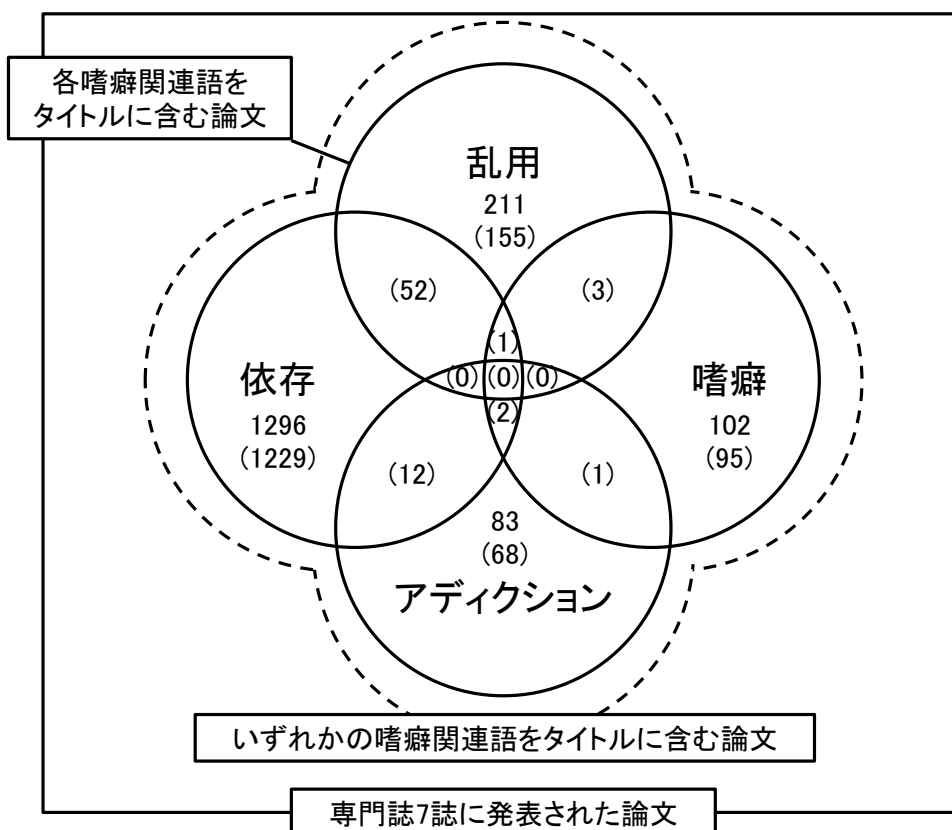 各嗜癖関連語を
タイトルに含む論文
乱用
211
(155)
(52)
(3)
(1)
依存
1296
(1229)
(0)
(0)
(0)
嗜癖
102
(95)
(2)
(12)
(1)
83
(68)
アディクション
いずれかの嗜癖関連語をタイトルに含む論文
専門誌7誌に発表された論文